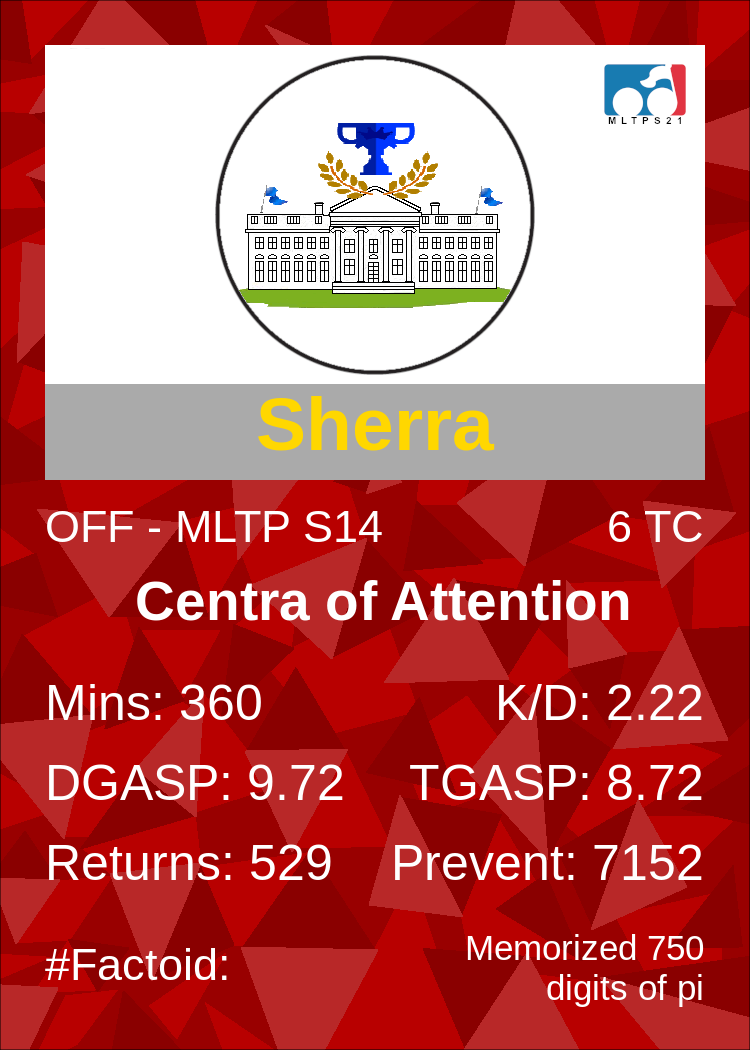 MLTPS21
Sherra
OFF - MLTP S14 6 TC
Centra of Attention
Mins: 360 K/D: 2.22
DGASP: 9.72 TGASP: 8.72
Returns: 529 Prevent: 7152
#Factoid: Memorized 750
digits of pi